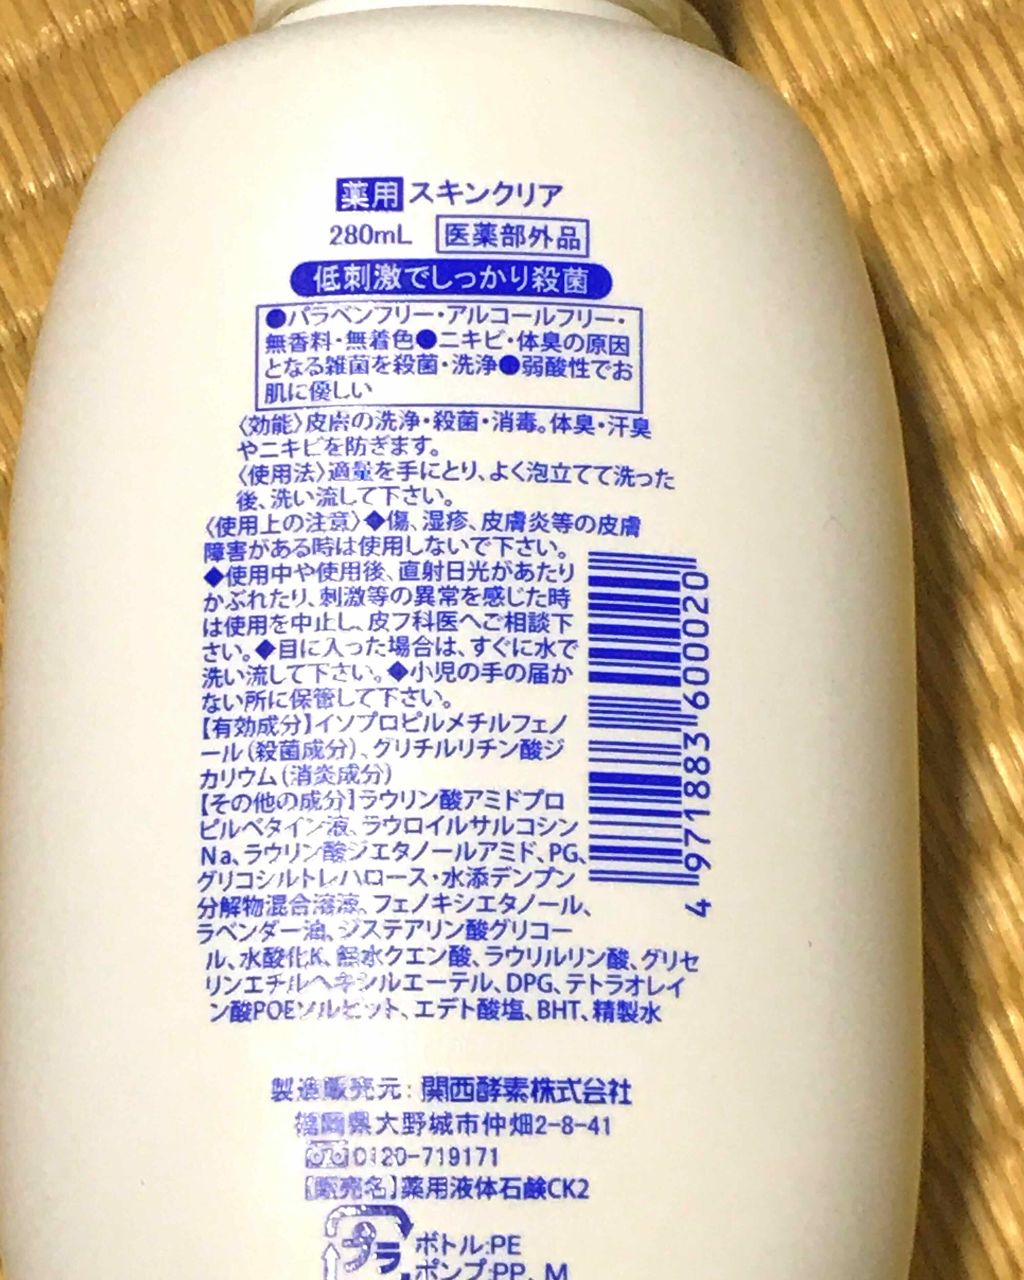 薬用 スキンクリア
280mL 医薬部外品
低刺激でしっかり殺菌
●パラベンフリー・アルコールフリー・
無香料・無着色●ニキビ・体臭の原因
となる雑菌を殺菌・洗浄●弱酸性でお
肌に優しい
〈効能〉皮膚の洗浄・殺菌・消毒。体臭・汗臭
やニキビを防ぎます。
〈使用法〉適量を手にとり、よく泡立てて洗った
後、洗い流して下さい。
〈使用上の注意〉◆傷、湿疹、皮膚炎等の皮膚
障害がある時は使用しないで下さい。
◆使用中や使用後、直射日光があたり
かぶれたり、刺激等の異常を感じた時
は使用を中止し、皮フ科医へご相談下
さい。◆目に入った場合は、すぐに水で
洗い流して下さい。◆小児の手の届か
ない所に保管して下さい。
【有効成分】イソプロピルメチルフェノ
ール（殺菌成分）、グリチルリチン酸ジ
カリウム（消炎成分）
【その他の成分】ラウリン酸アミドプロ
ピルベタイン液、ラウロイルサルコシン
Na、ラウリン酸ジエタノールアミド、PG、
グリコシルトレハロース・水添デンプン
分解物混合溶液、フェノキシエタノール、
ラベンダー油、ジステアリン酸グリコー
ル、水酸化K、無水クエン酸、ラウリルリン酸、グリセ
リンエチルヘキシルエーテル、DPG、テトラオレイ
ン酸POEソルビット、エデト酸塩、BHT、精製水
4 971883 600020
製造販売元：関西酵素株式会社
福岡県大野城市仲畑2-8-41
0120-719171
【販売名】薬用液体石鹸CK2
プラ
ボトル:PE
ポンプ:PP、M